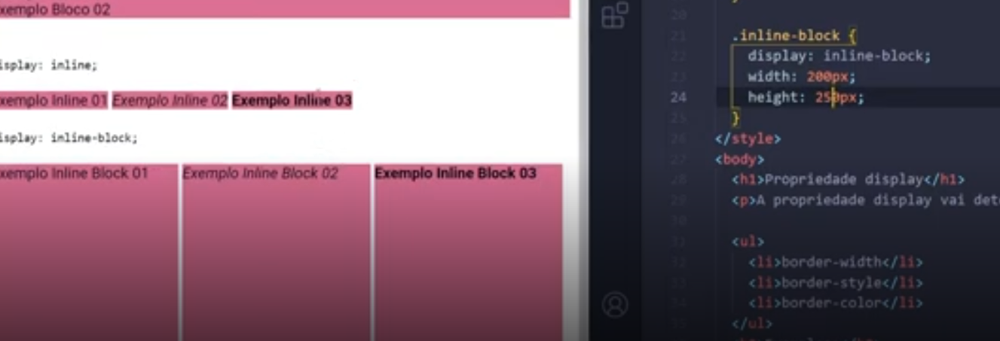 xemplo Bloco 02
isplay: inline;
xemplo Inline 01 Exemplo Inline 02 Exemplo Inline 03
isplay: inline-block;
xemplo Inline Block 01 Exemplo Inline Block 02 Exemplo Inline Block 03
20
21 .inline-block {
22 display: inline-block;
23 width: 200px;
24 height: 250px;
25 }
26 </style>
27 <body>
28 <h1>Propriedade display</h1>
29 <p>A propriedade display vai dete
30
31 <ul>
32 <li>border-width</li>
33 <li>border-style</li>
34 <li>border-color</li>
35 </ul>